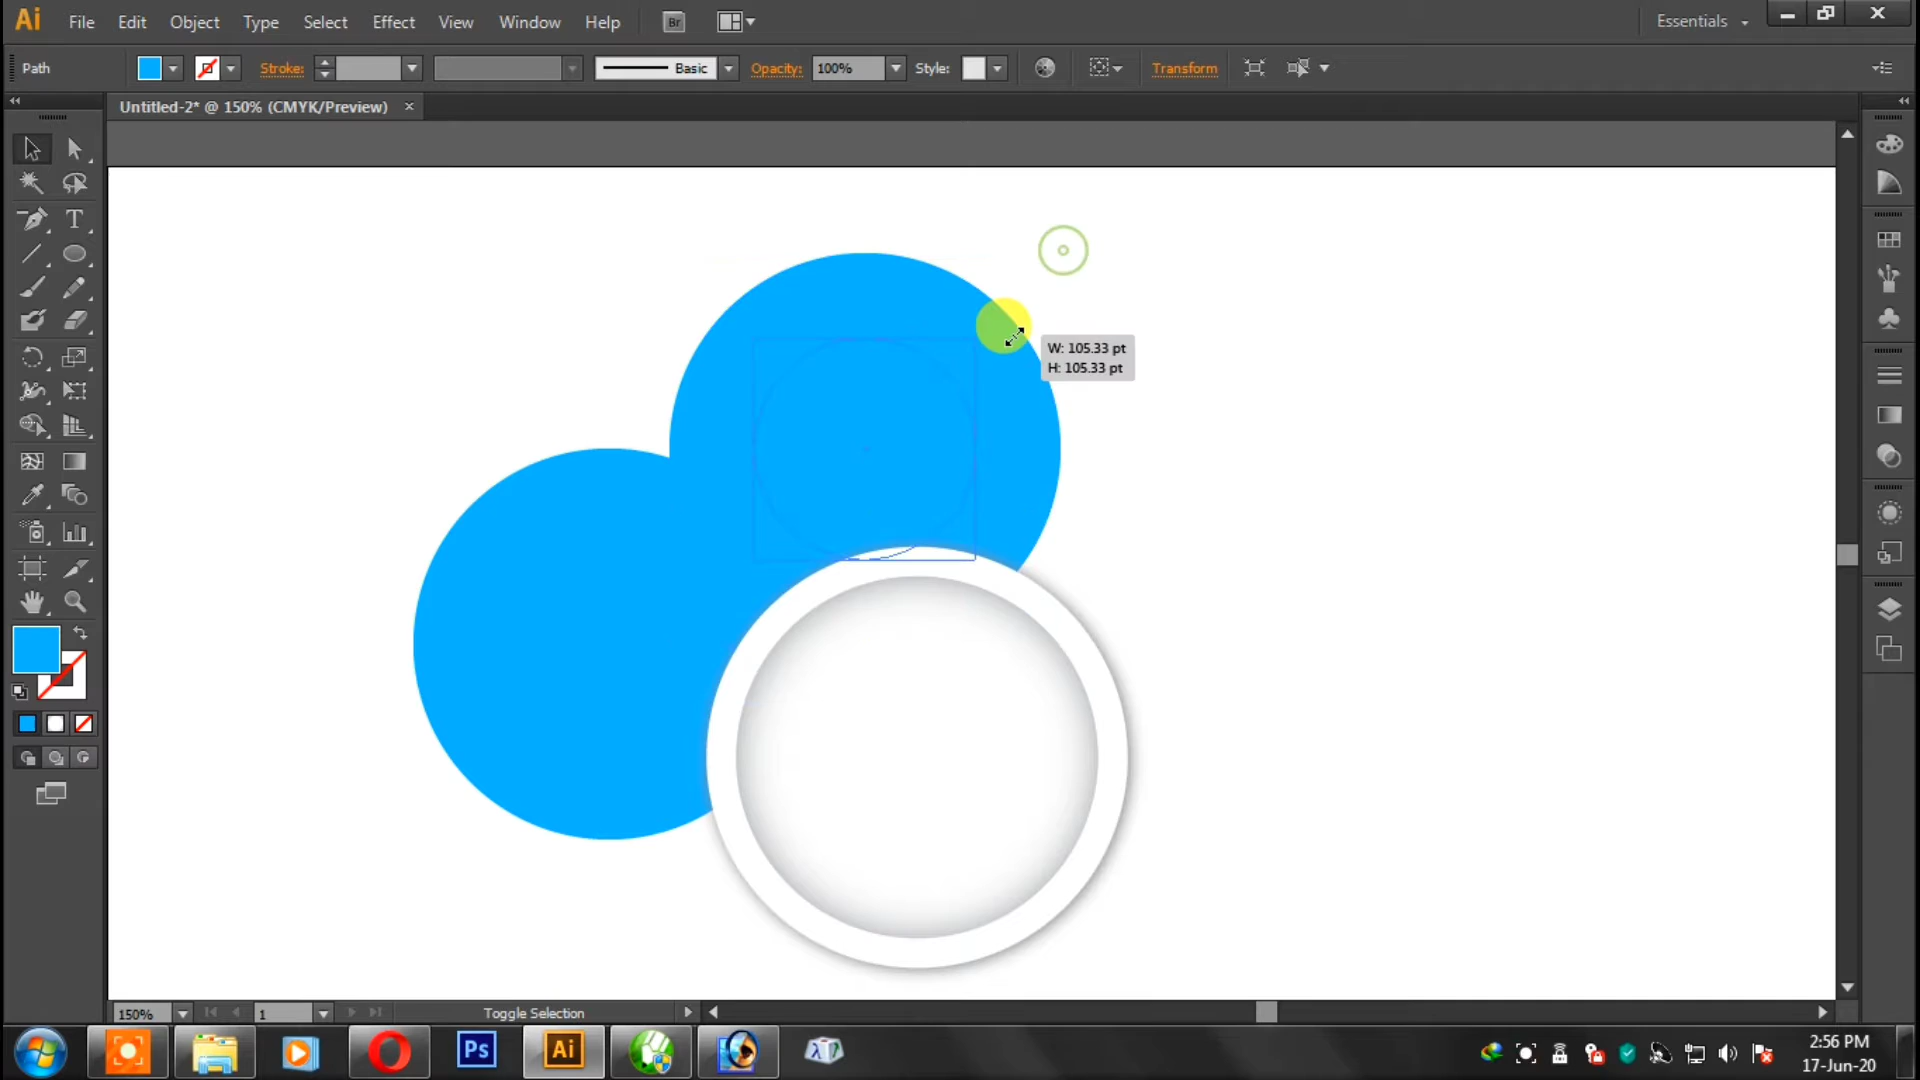 Ai File Edit Object Type Select Effect View Window Help Br Essentials
Path Stroke: Basic Opacity: 100% Style: Transform
Untitled-2* @ 150% (CMYK/Preview)
W: 105.33 pt
H: 105.33 pt
T
150% 1 Toggle Selection
Ps Ai 2:56 PM
17-Jun-20